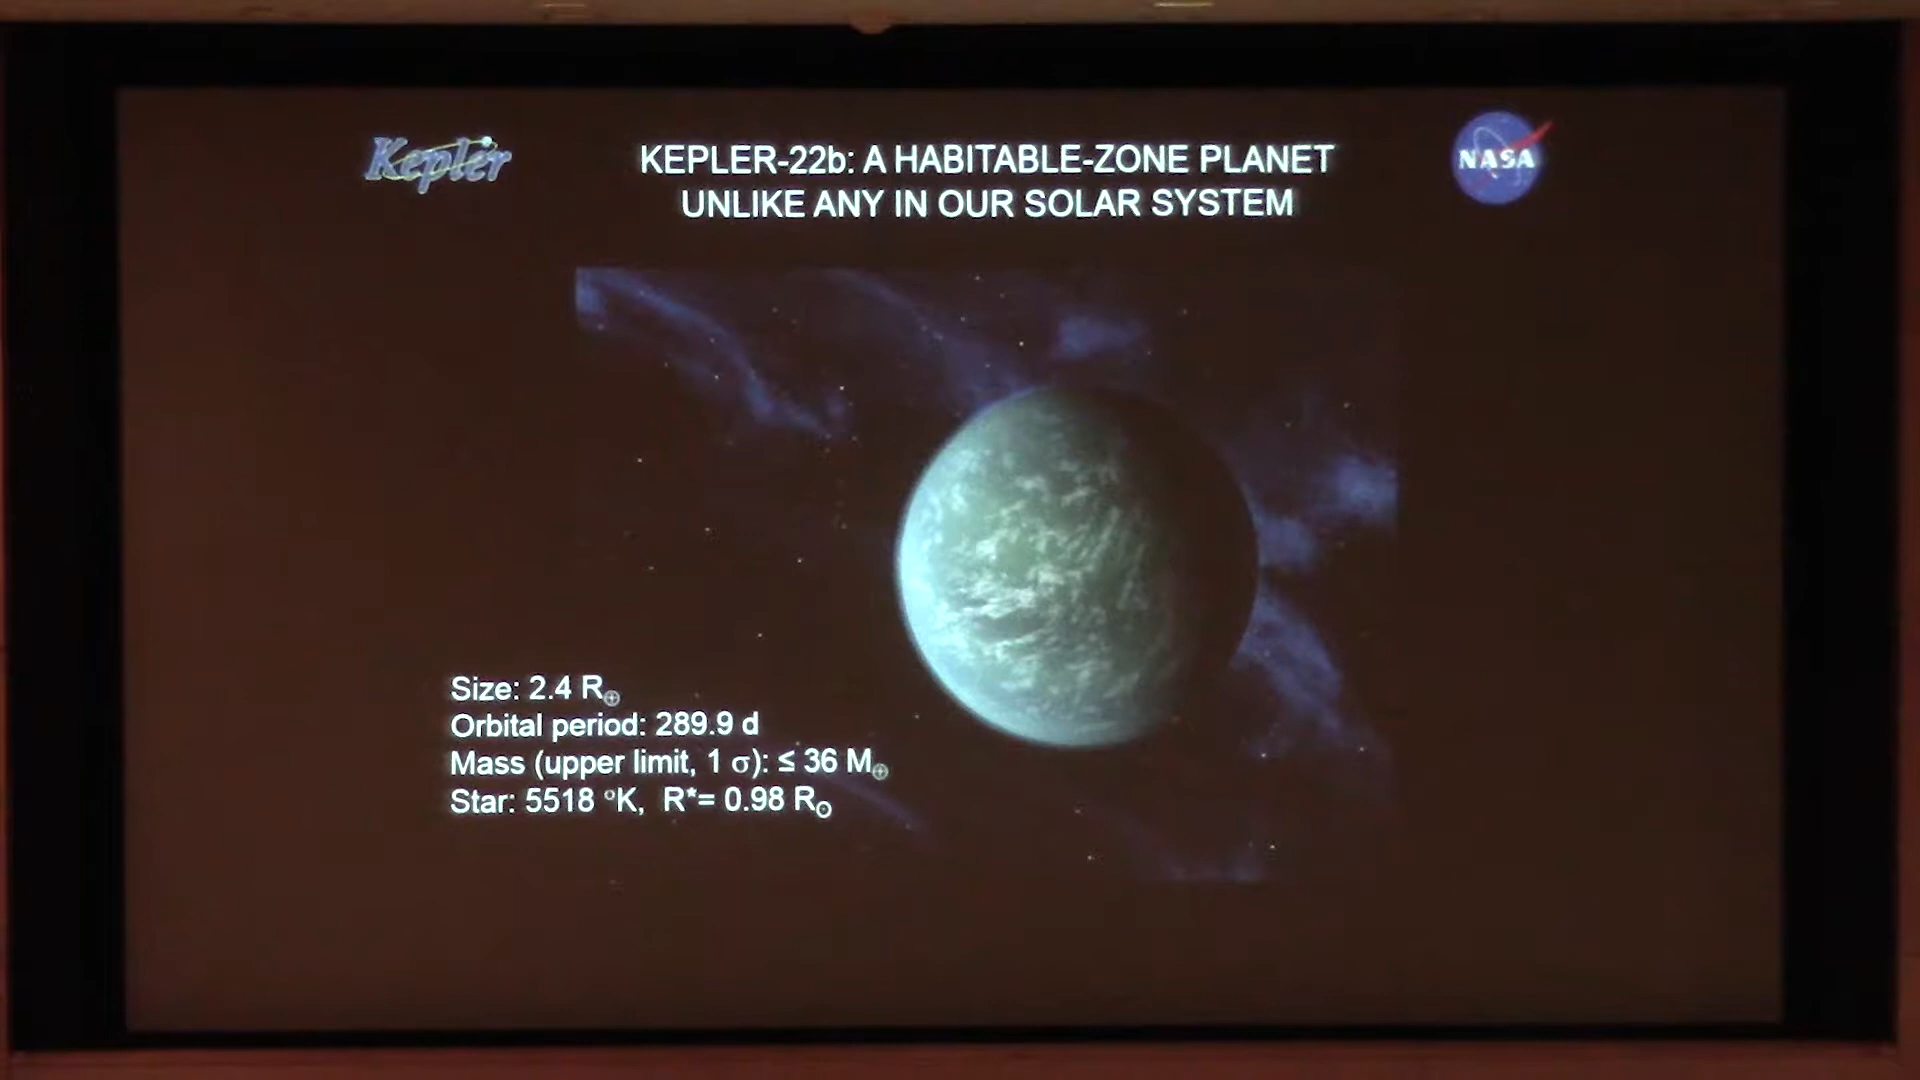 Kepler
KEPLER-22b: A HABITABLE-ZONE PLANET
UNLIKE ANY IN OUR SOLAR SYSTEM
NASA
Size: 2.4 R⊕
Orbital period: 289.9 d
Mass (upper limit, 1 σ): ≤ 36 M⊕
Star: 5518 °K, R*= 0.98 R⊙